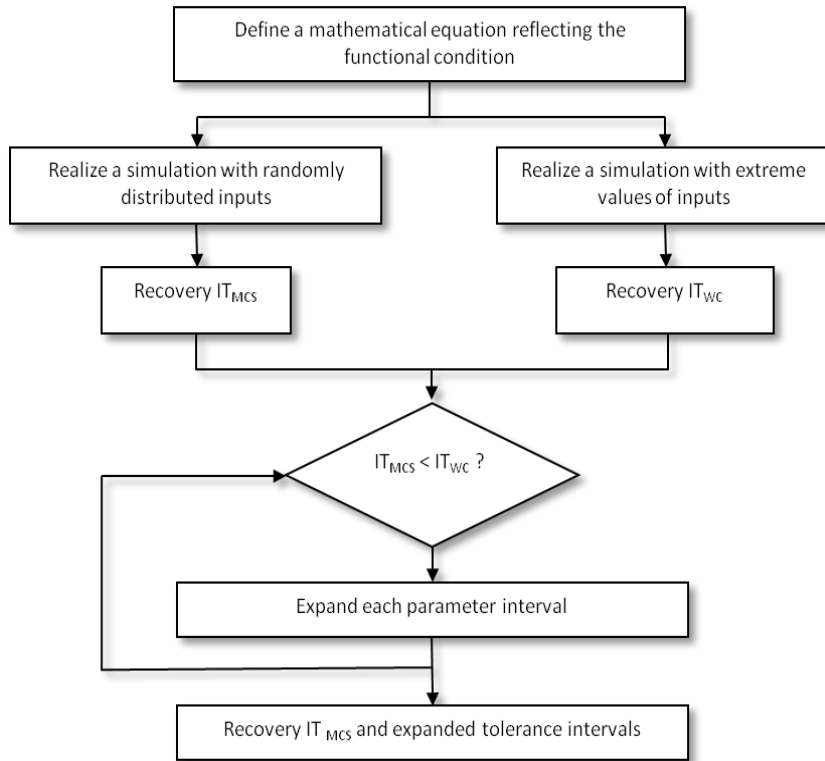 Define a mathematical equation reflecting the
functional condition
Realize a simulation with randomly
distributed inputs
Realize a simulation with extreme
values of inputs
Recovery IT_MCS
Recovery IT_WC
IT_MCS < IT_WC ?
Expand each parameter interval
Recovery IT _MCS and expanded tolerance intervals